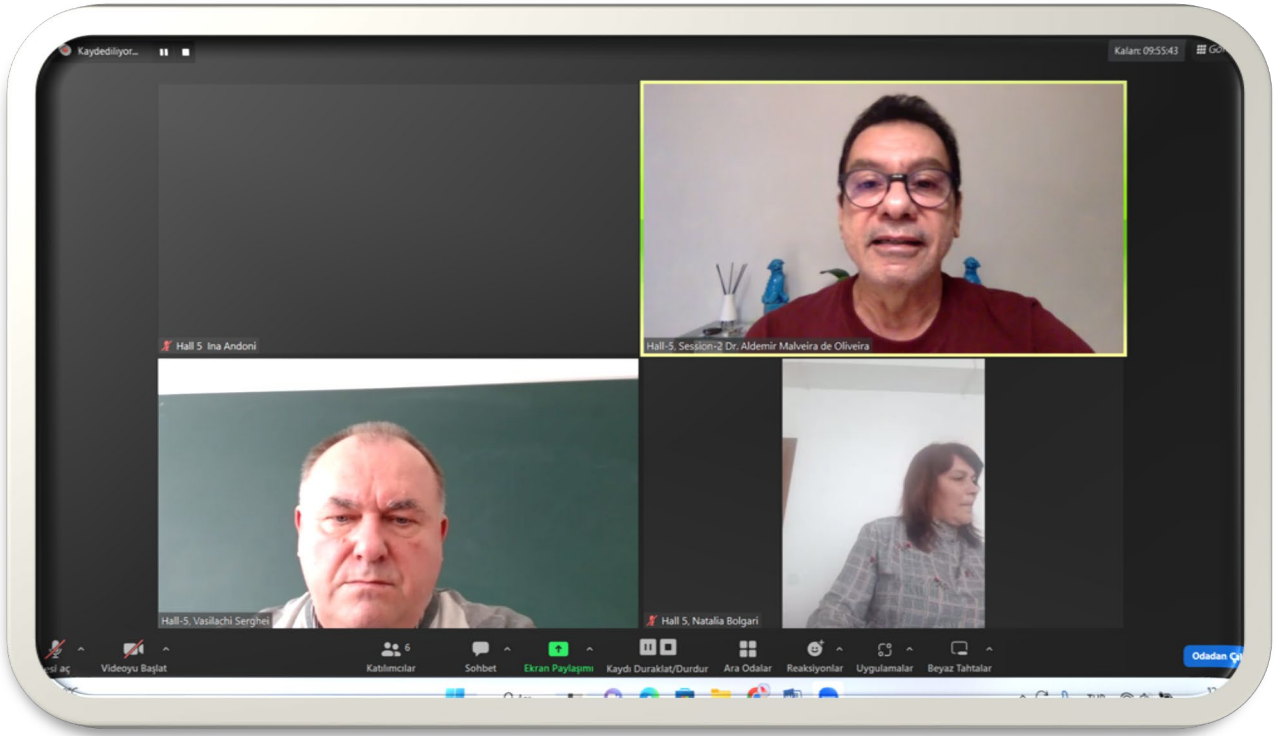 Kaydediliyor...
Kalan: 09:55:43
Hall 5 Ina Andoni
Hall-5, Session-2 Dr. Aldemir Malveira de Oliveira
Hall-5, Vasilachi Serghei
Hall 5, Natalia Bolgari
6
Videoyu Başlat
Katılımcılar
Sohbet
Ekran Paylaşımı
Kaydı Duraklat/Durdur
Ara Odalar
Reaksiyonlar
Uygulamalar
Beyaz Tahtalar
Odadan